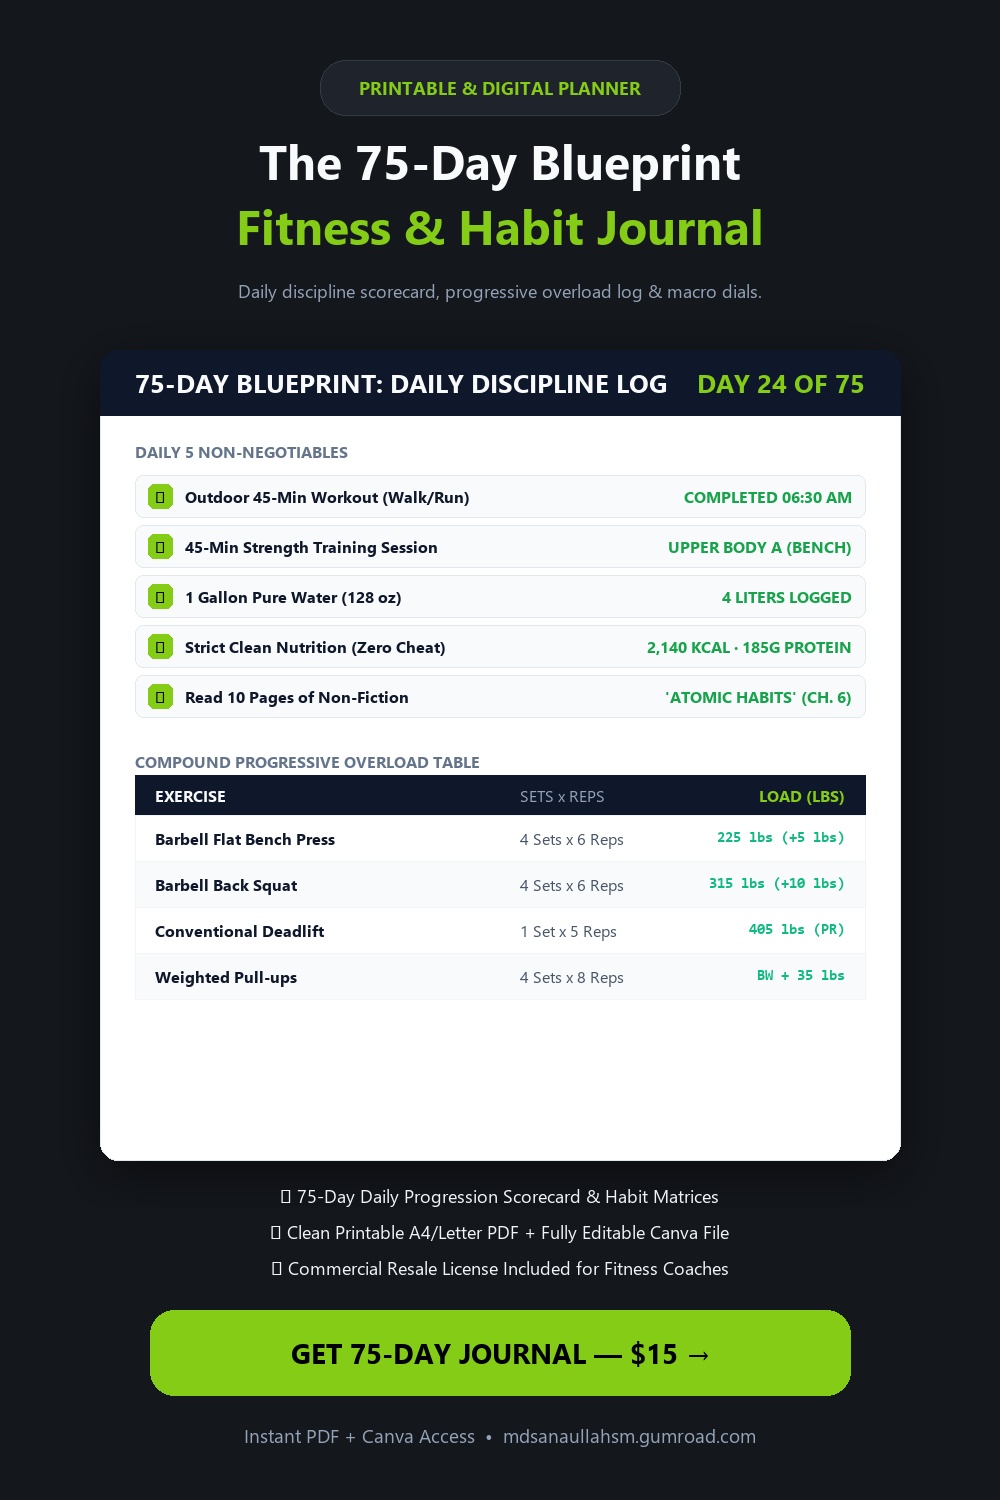 PRINTABLE & DIGITAL PLANNER
The 75-Day Blueprint
Fitness & Habit Journal
Daily discipline scorecard, progressive overload log & macro dials.
75-DAY BLUEPRINT: DAILY DISCIPLINE LOG DAY 24 OF 75
DAILY 5 NON-NEGOTIABLES
Outdoor 45-Min Workout (Walk/Run) COMPLETED 06:30 AM
45-Min Strength Training Session UPPER BODY A (BENCH)
1 Gallon Pure Water (128 oz) 4 LITERS LOGGED
Strict Clean Nutrition (Zero Cheat) 2,140 KCAL · 185G PROTEIN
Read 10 Pages of Non-Fiction 'ATOMIC HABITS' (CH. 6)
COMPOUND PROGRESSIVE OVERLOAD TABLE
EXERCISE SETS x REPS LOAD (LBS)
Barbell Flat Bench Press 4 Sets x 6 Reps 225 lbs (+5 lbs)
Barbell Back Squat 4 Sets x 6 Reps 315 lbs (+10 lbs)
Conventional Deadlift 1 Set x 5 Reps 405 lbs (PR)
Weighted Pull-ups 4 Sets x 8 Reps BW + 35 lbs
75-Day Daily Progression Scorecard & Habit Matrices
Clean Printable A4/Letter PDF + Fully Editable Canva File
Commercial Resale License Included for Fitness Coaches
GET 75-DAY JOURNAL — $15 →
Instant PDF + Canva Access • mdsanaullahsm.gumroad.com